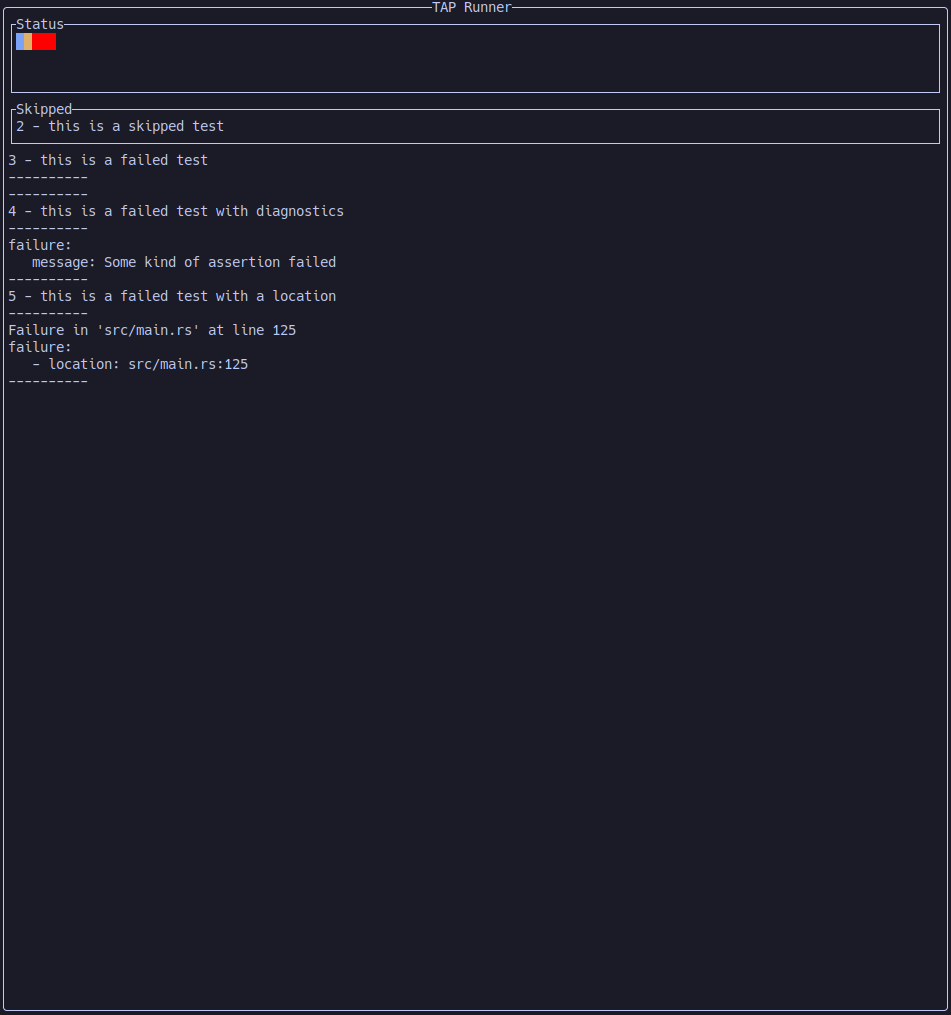 TAP Runner
Status
Skipped
2 - this is a skipped test
3 - this is a failed test
----------
----------
4 - this is a failed test with diagnostics
----------
failure:
   message: Some kind of assertion failed
----------
5 - this is a failed test with a location
----------
Failure in 'src/main.rs' at line 125
failure:
   - location: src/main.rs:125
----------